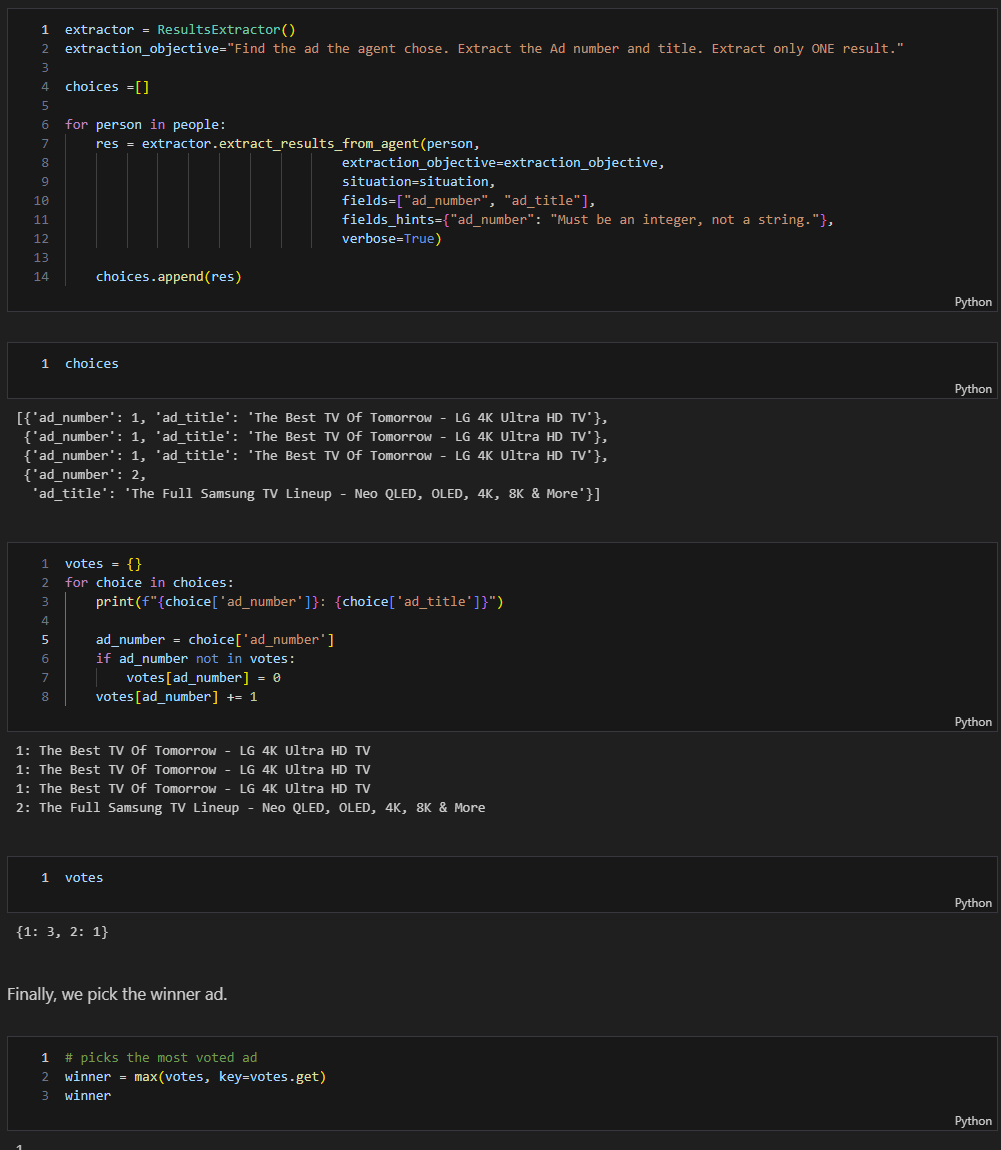 1 extractor = ResultsExtractor()
2 extraction_objective="Find the ad the agent chose. Extract the Ad number and title. Extract only ONE result."
3
4 choices =[]
5
6 for person in people:
7 res = extractor.extract_results_from_agent(person,
8 extraction_objective=extraction_objective,
9 situation=situation,
10 fields=["ad_number", "ad_title"],
11 fields_hints={"ad_number": "Must be an integer, not a string."},
12 verbose=True)
13
14 choices.append(res)
Python
1 choices
Python
[{'ad_number': 1, 'ad_title': 'The Best TV Of Tomorrow - LG 4K Ultra HD TV'},
{'ad_number': 1, 'ad_title': 'The Best TV Of Tomorrow - LG 4K Ultra HD TV'},
{'ad_number': 1, 'ad_title': 'The Best TV Of Tomorrow - LG 4K Ultra HD TV'},
{'ad_number': 2,
'ad_title': 'The Full Samsung TV Lineup - Neo QLED, OLED, 4K, 8K & More'}]
1 votes = {}
2 for choice in choices:
3 print(f"{choice['ad_number']}: {choice['ad_title']}")
4
5 ad_number = choice['ad_number']
6 if ad_number not in votes:
7 votes[ad_number] = 0
8 votes[ad_number] += 1
Python
1: The Best TV Of Tomorrow - LG 4K Ultra HD TV
1: The Best TV Of Tomorrow - LG 4K Ultra HD TV
1: The Best TV Of Tomorrow - LG 4K Ultra HD TV
2: The Full Samsung TV Lineup - Neo QLED, OLED, 4K, 8K & More
1 votes
Python
{1: 3, 2: 1}
Finally, we pick the winner ad.
1 # picks the most voted ad
2 winner = max(votes, key=votes.get)
3 winner
Python
1